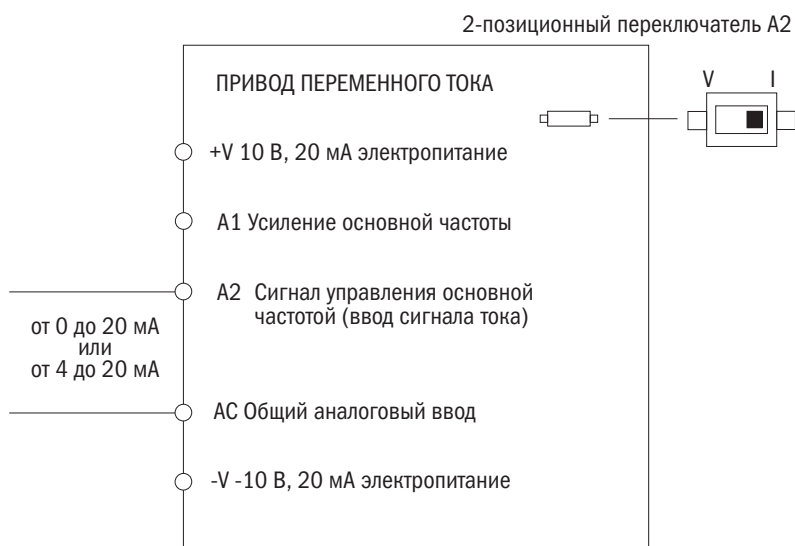 2-позиционный переключатель A2
ПРИВОД ПЕРЕМЕННОГО ТОКА
V I
+V 10 В, 20 мА электропитание
A1 Усиление основной частоты
A2 Сигнал управления основной
частотой (ввод сигнала тока)
от 0 до 20 мА
или
от 4 до 20 мА
AC Общий аналоговый ввод
-V -10 В, 20 мА электропитание